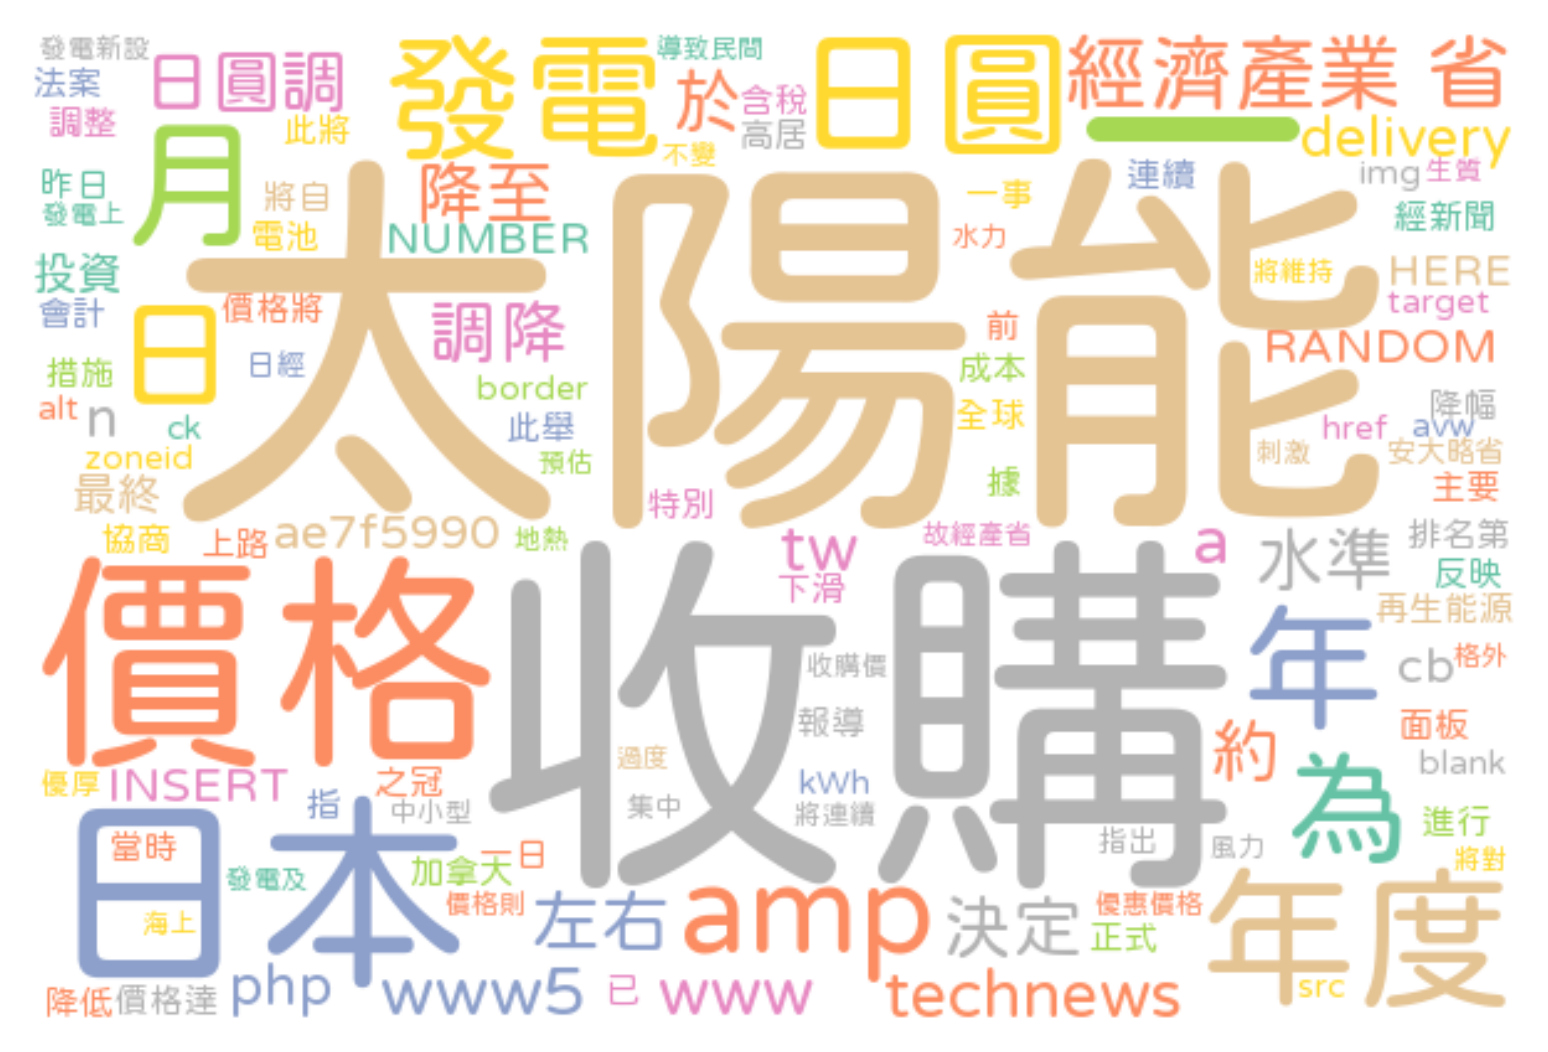 發電新設
法案
調整
日圓調
此將
發電
導致民間
於
含稅
高居
不變
日圓
經濟產業 省
一
delivery
昨日
發電上
月
將自
電池
降至
NUMBER
一事
水力
連續
img
生質
經新聞
投資
會計
價格將
日
日經
太陽能
調降
border
此舉
預估
將維持
HERE
target
前
成本
全球
據
RANDOM
措施
alt
n
ck
zoneid
最終
降幅
href
avw
刺激
安大略省
主要
特別
協商
上路
ae7f5990
地熱
tw
下滑
故經產省
a
水準
排名第
反映
再生能源
價格
收購
收購價
報導
過度
集中
kWh
將連續
年
cb
格外
約
面板
blank
優厚
INSERT
之冠
指
中小型
指出
風力
為
進行
將對
日本
當時
海上
發電及
加拿大
一日
價格則
左右
amp
決定
優惠價格
正式
年度
src
降低
價格達
php
www5
已
www
technews